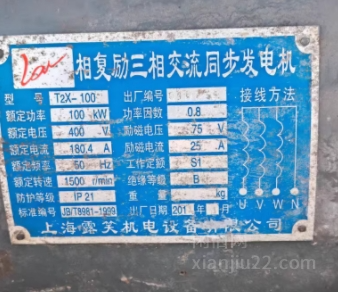 相复励三相交流同步发电机
型 号 T2X-100 出厂编号
额定功率 100 kW 功率因数 0.8 接线方法
额定电压 400 V 励磁电压 75 V
额定电流 180.4 A 励磁电流 25 A
额定频率 50 Hz 工作定额 S1
额定转速 1500 r/min 绝缘等级 B
防护等级 IP 21 重 量 kg U V W N
标准编号 JB/T8981-1999 出厂日期 201 年 月
上海 机电设备有限公司
xianjiu22.com